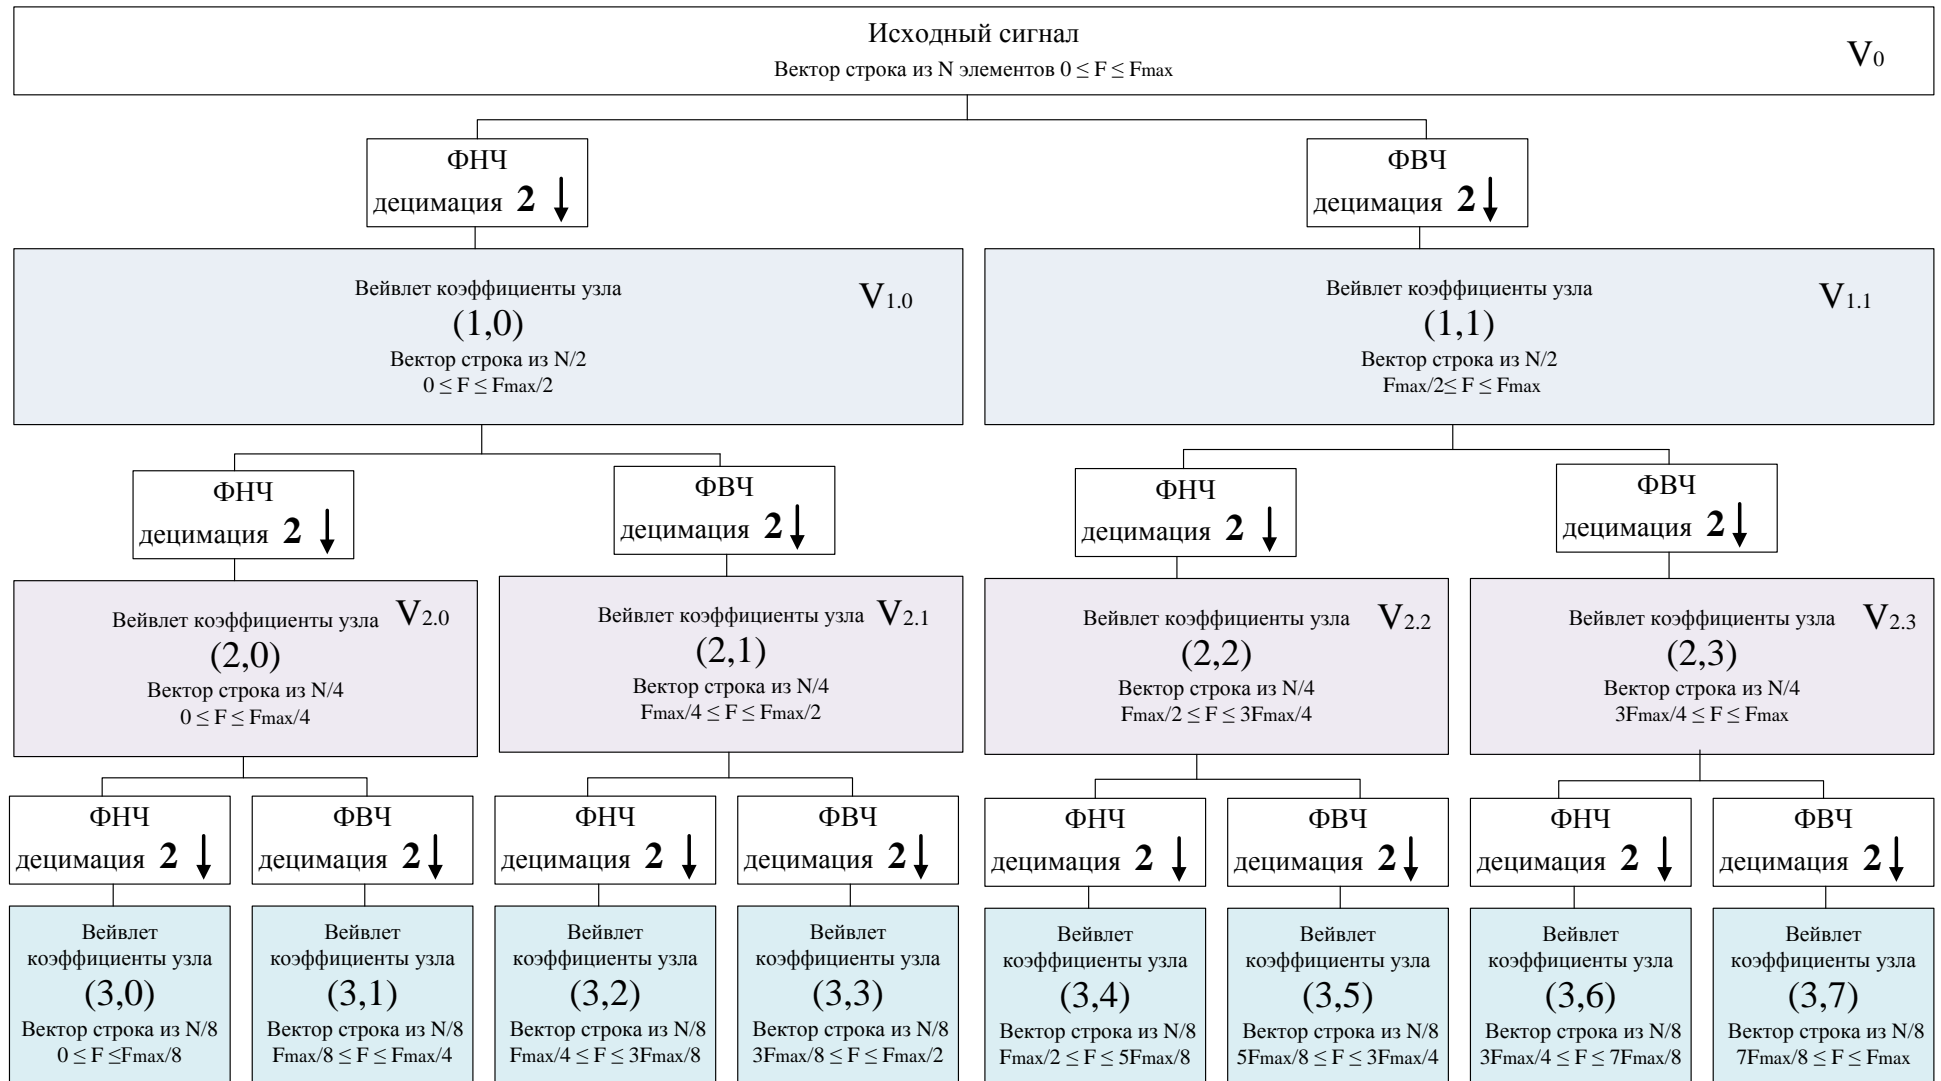 Исходный сигнал
Вектор строка из N элементов 0 ≤ F ≤ Fmax
V0
ФНЧ
децимация 2 ↓
ФВЧ
децимация 2 ↓
Вейвлет коэффициенты узла
V1.0
(1,0)
Вектор строка из N/2
0 ≤ F ≤ Fmax/2
Вейвлет коэффициенты узла
V1.1
(1,1)
Вектор строка из N/2
Fmax/2≤ F ≤ Fmax
ФНЧ
децимация 2 ↓
ФВЧ
децимация 2 ↓
ФНЧ
децимация 2 ↓
ФВЧ
децимация 2 ↓
Вейвлет коэффициенты узла V2.0
(2,0)
Вектор строка из N/4
0 ≤ F ≤ Fmax/4
Вейвлет коэффициенты узла V2.1
(2,1)
Вектор строка из N/4
Fmax/4 ≤ F ≤ Fmax/2
Вейвлет коэффициенты узла V2.2
(2,2)
Вектор строка из N/4
Fmax/2 ≤ F ≤ 3Fmax/4
Вейвлет коэффициенты узла V2.3
(2,3)
Вектор строка из N/4
3Fmax/4 ≤ F ≤ Fmax
ФНЧ
децимация 2 ↓
ФВЧ
децимация 2 ↓
ФНЧ
децимация 2 ↓
ФВЧ
децимация 2 ↓
ФНЧ
децимация 2 ↓
ФВЧ
децимация 2 ↓
ФНЧ
децимация 2 ↓
ФВЧ
децимация 2 ↓
Вейвлет
коэффициенты узла
(3,0)
Вектор строка из N/8
0 ≤ F ≤Fmax/8
Вейвлет
коэффициенты узла
(3,1)
Вектор строка из N/8
Fmax/8 ≤ F ≤ Fmax/4
Вейвлет
коэффициенты узла
(3,2)
Вектор строка из N/8
Fmax/4 ≤ F ≤ 3Fmax/8
Вейвлет
коэффициенты узла
(3,3)
Вектор строка из N/8
3Fmax/8 ≤ F ≤ Fmax/2
Вейвлет
коэффициенты узла
(3,4)
Вектор строка из N/8
Fmax/2 ≤ F ≤ 5Fmax/8
Вейвлет
коэффициенты узла
(3,5)
Вектор строка из N/8
5Fmax/8 ≤ F ≤ 3Fmax/4
Вейвлет
коэффициенты узла
(3,6)
Вектор строка из N/8
3Fmax/4 ≤ F ≤ 7Fmax/8
Вейвлет
коэффициенты узла
(3,7)
Вектор строка из N/8
7Fmax/8 ≤ F ≤ Fmax